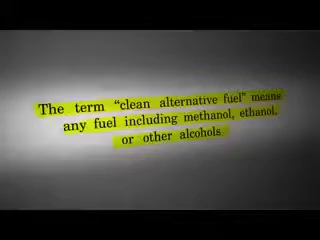 The term “clean alternative fuel” means
any fuel including methanol, ethanol,
or other alcohols